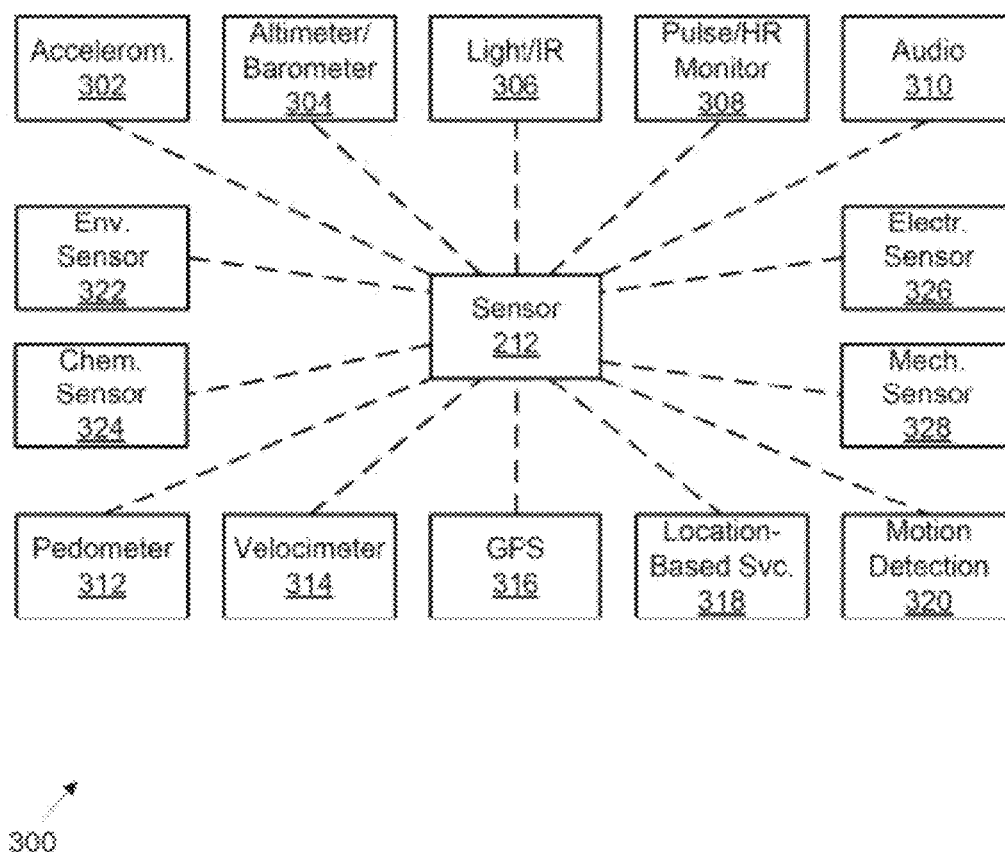 Accelerom.
302
Altimeter/
Barometer
304
Light/IR
306
Pulse/HR
Monitor
308
Audio
310
Env.
Sensor
322
Sensor
212
Electr.
Sensor
326
Chem.
Sensor
324
Mech.
Sensor
328
Pedometer
312
Velocimeter
314
GPS
316
Location-
Based Svc.
318
Motion
Detection
320
300